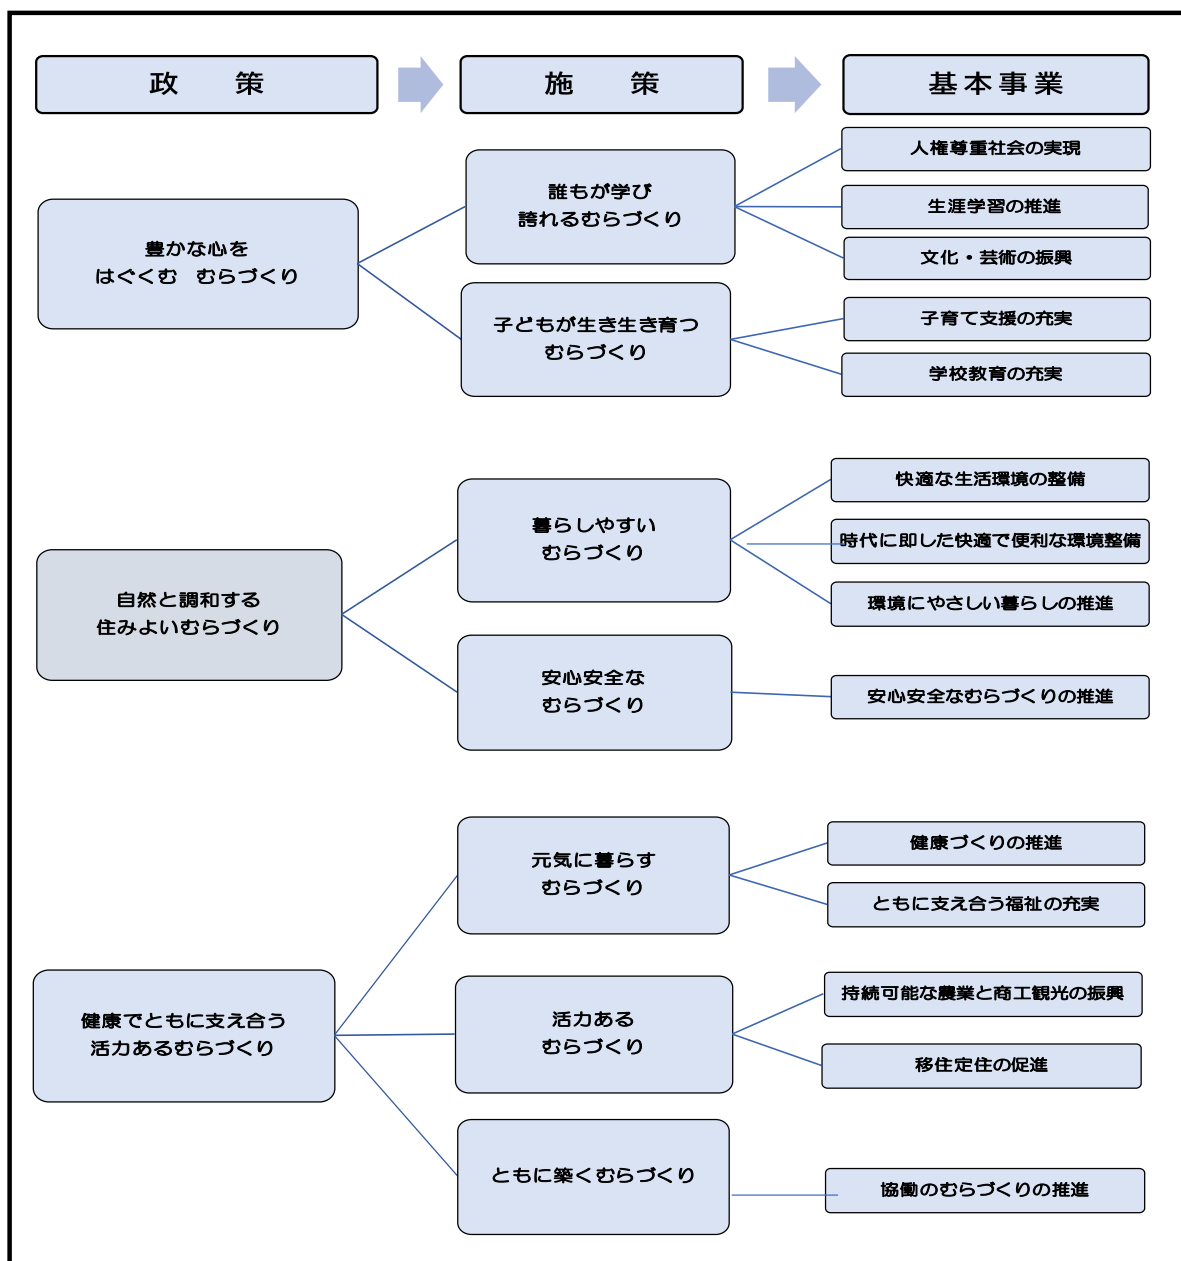 政　策
施　策
基本事業
豊かな心を
はぐくむ　むらづくり
誰もが学び
誇れるむらづくり
人権尊重社会の実現
生涯学習の推進
文化・芸術の振興
子どもが生き生き育つ
むらづくり
子育て支援の充実
学校教育の充実
自然と調和する
住みよいむらづくり
暮らしやすい
むらづくり
快適な生活環境の整備
時代に即した快適で便利な環境整備
環境にやさしい暮らしの推進
安心安全な
むらづくり
安心安全なむらづくりの推進
健康でともに支え合う
活力あるむらづくり
元気に暮らす
むらづくり
健康づくりの推進
ともに支え合う福祉の充実
活力ある
むらづくり
持続可能な農業と商工観光の振興
移住定住の促進
ともに築くむらづくり
協働のむらづくりの推進